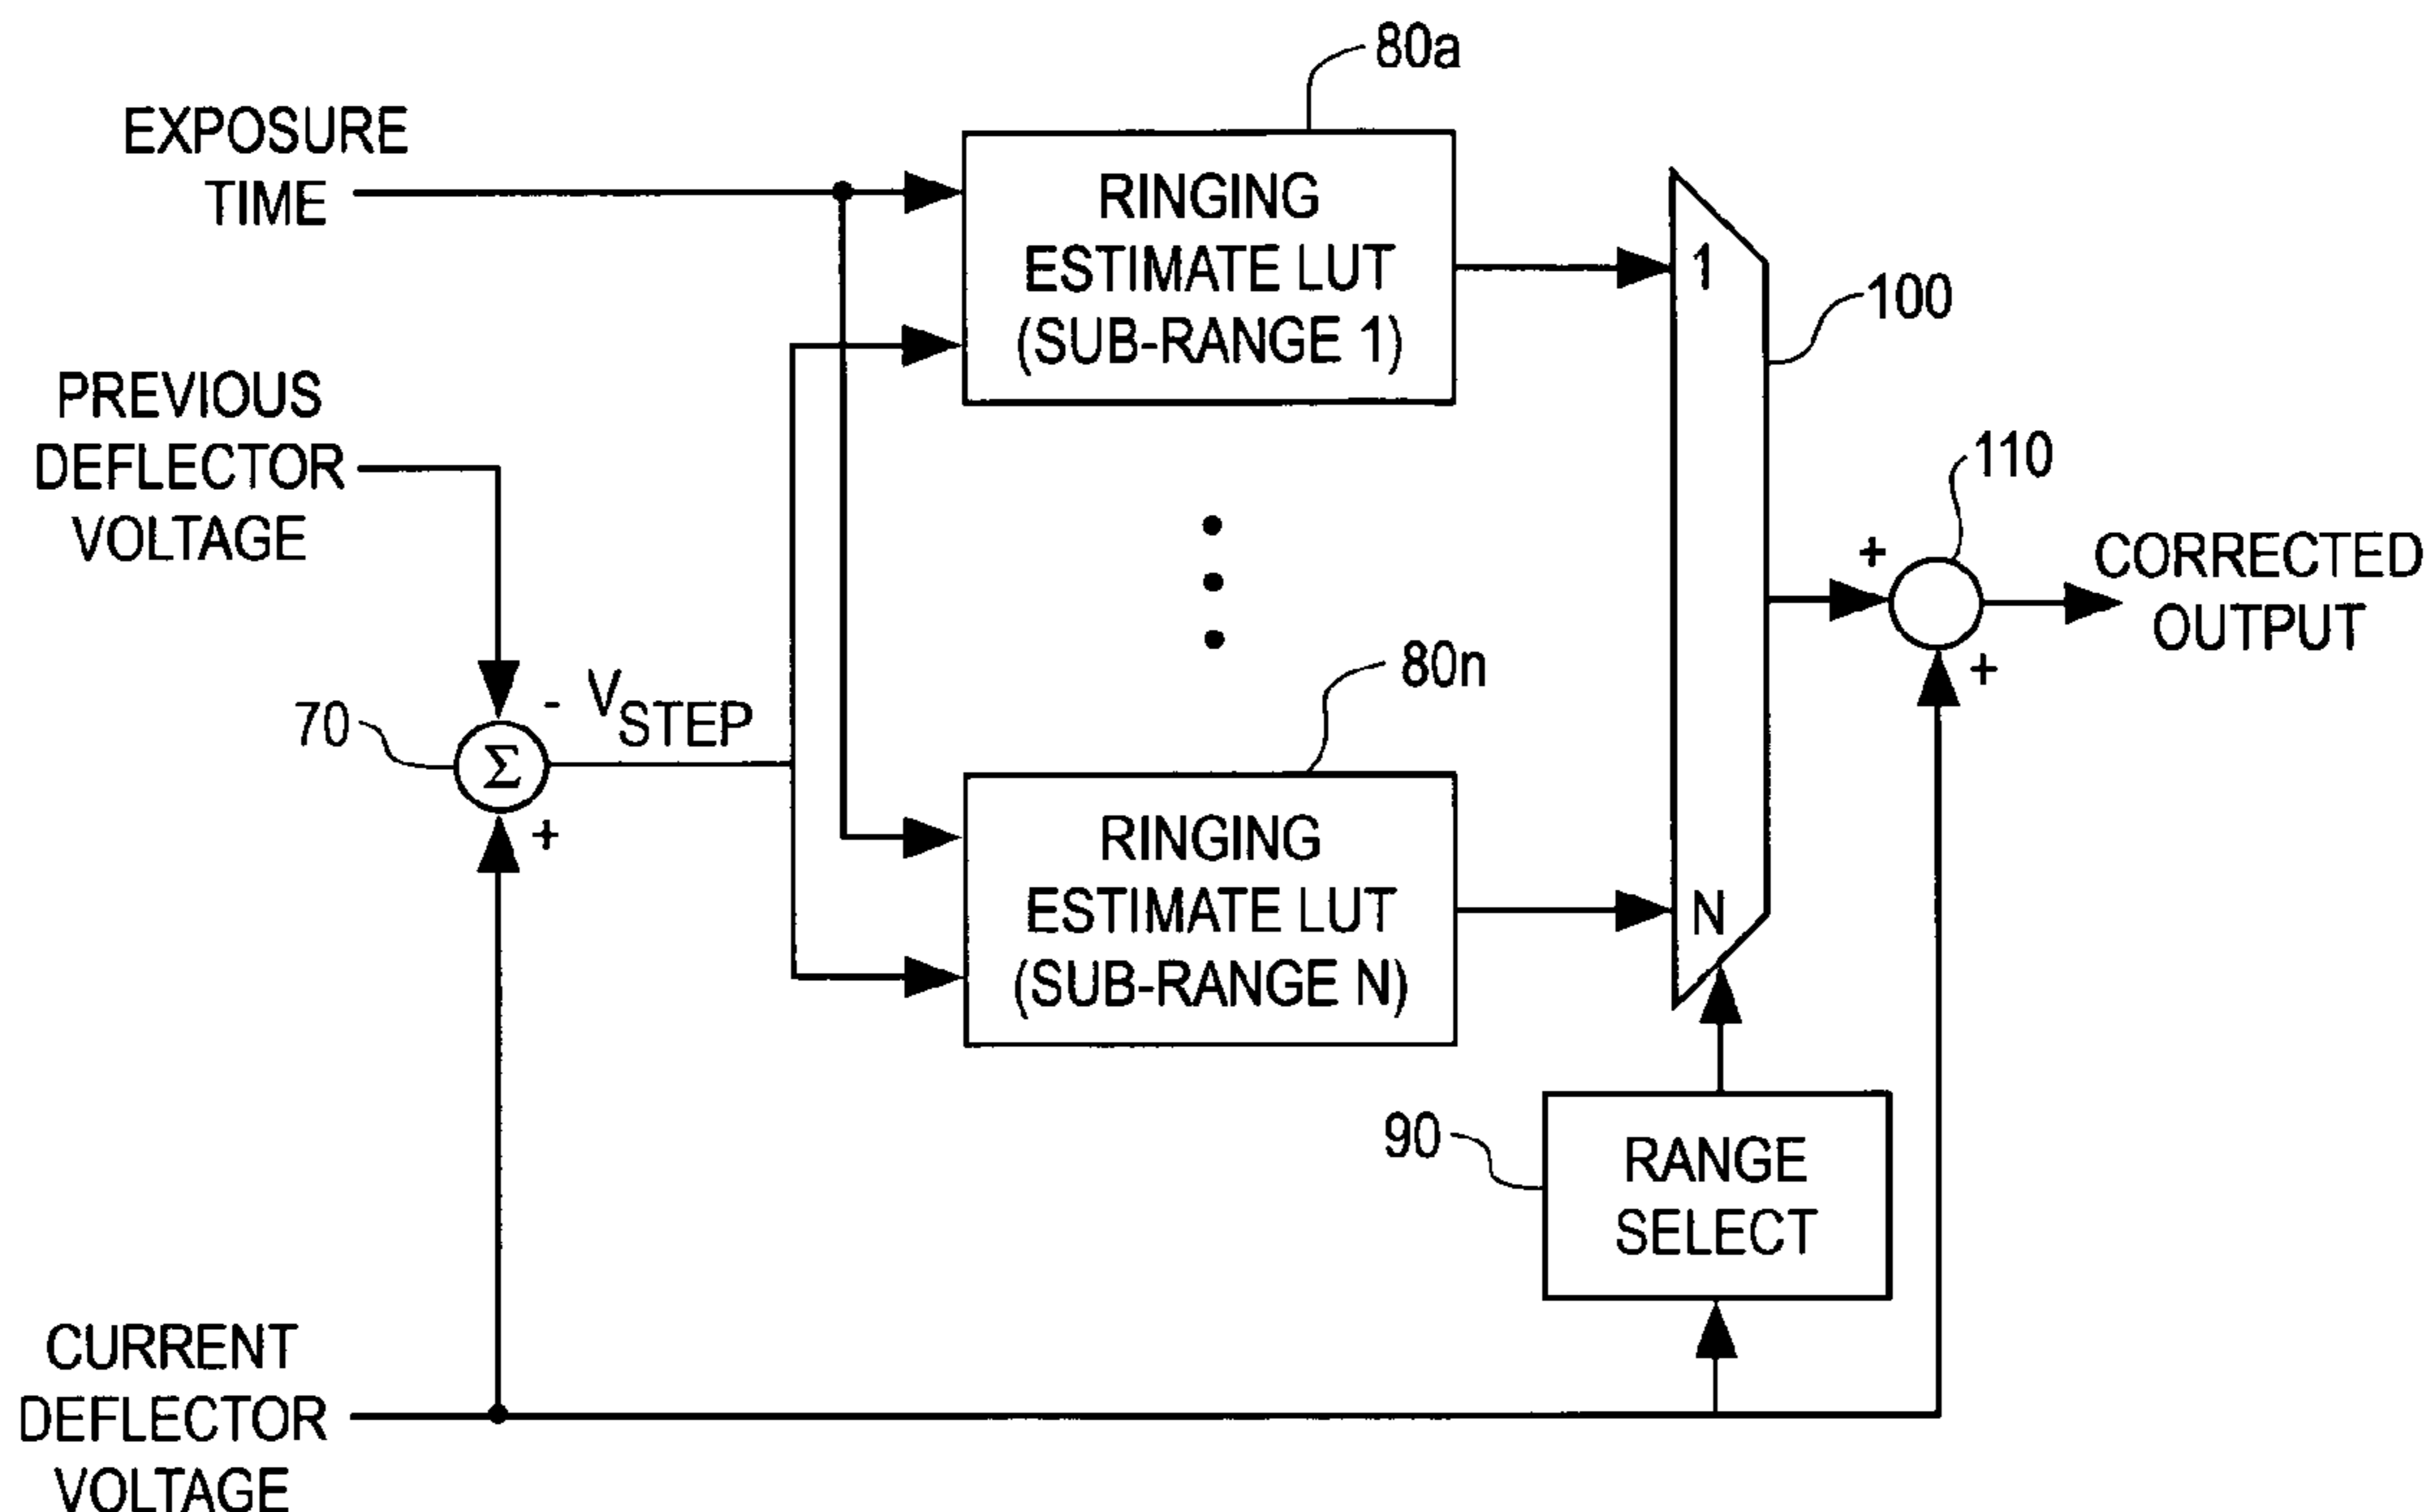 80a
EXPOSURE
TIME
RINGING
ESTIMATE LUT
(SUB-RANGE 1)
1
100
PREVIOUS
DEFLECTOR
VOLTAGE
110
+
CORRECTED
OUTPUT
+
80n
70
-
VSTEP
Σ
+
RINGING
ESTIMATE LUT
(SUB-RANGE N)
N
90
RANGE
SELECT
CURRENT
DEFLECTOR
VOLTAGE